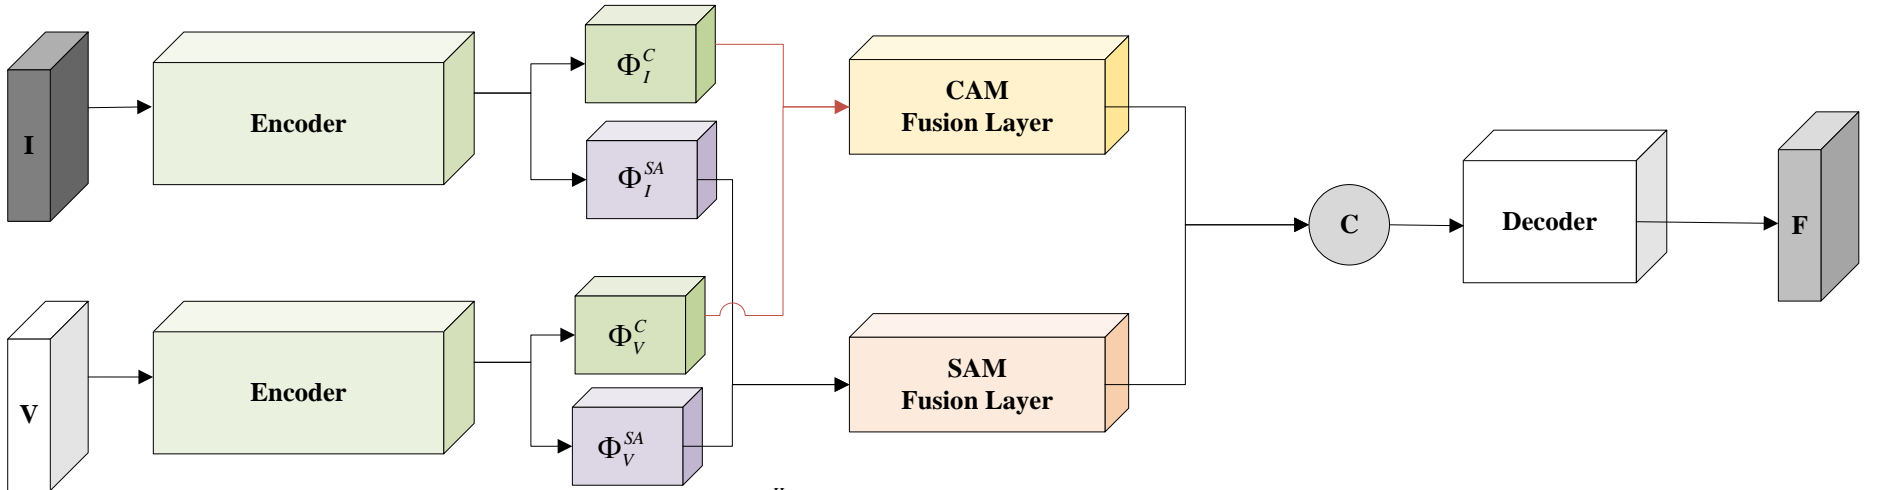 I
Encoder
Φ_I^C
Φ_I^SA
CAM
Fusion Layer
C
Decoder
F
V
Encoder
Φ_V^C
Φ_V^SA
SAM
Fusion Layer